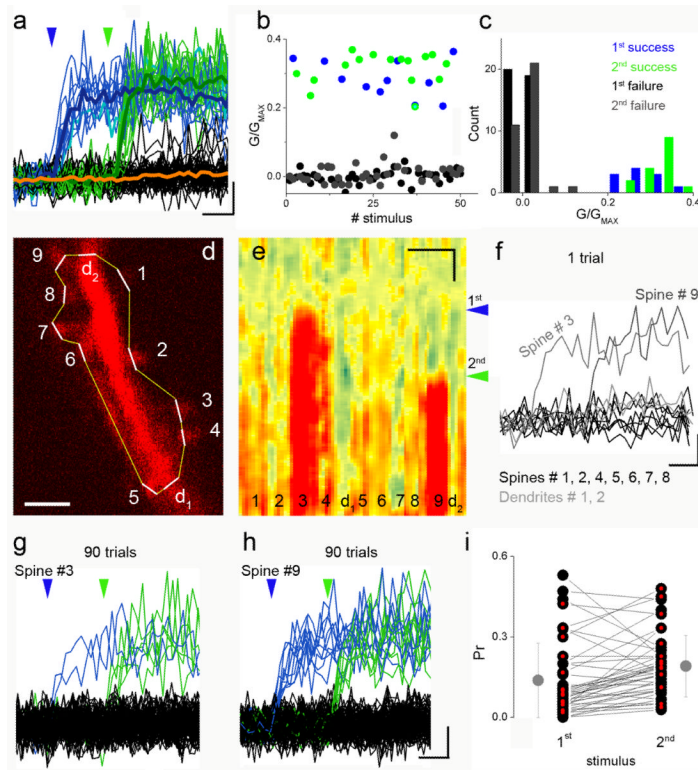 a
b
c
0.4
0.2
0.0
G/GMAX
0
25
50
# stimulus
20
10
0
Count
0.0
0.2
0.4
G/GMAX
1st success
2nd success
1st failure
2nd failure
d
9
d2
1
8
7
2
6
3
4
5
d1
e
1st
2nd
1 2 3 4 d1 5 6 7 8 9 d2
f
1 trial
Spine # 9
Spine # 3
Spines # 1, 2, 4, 5, 6, 7, 8
Dendrites # 1, 2
g
90 trials
Spine #3
h
90 trials
Spine #9
i
0.6
0.3
0.0
Pr
1st
2nd
stimulus